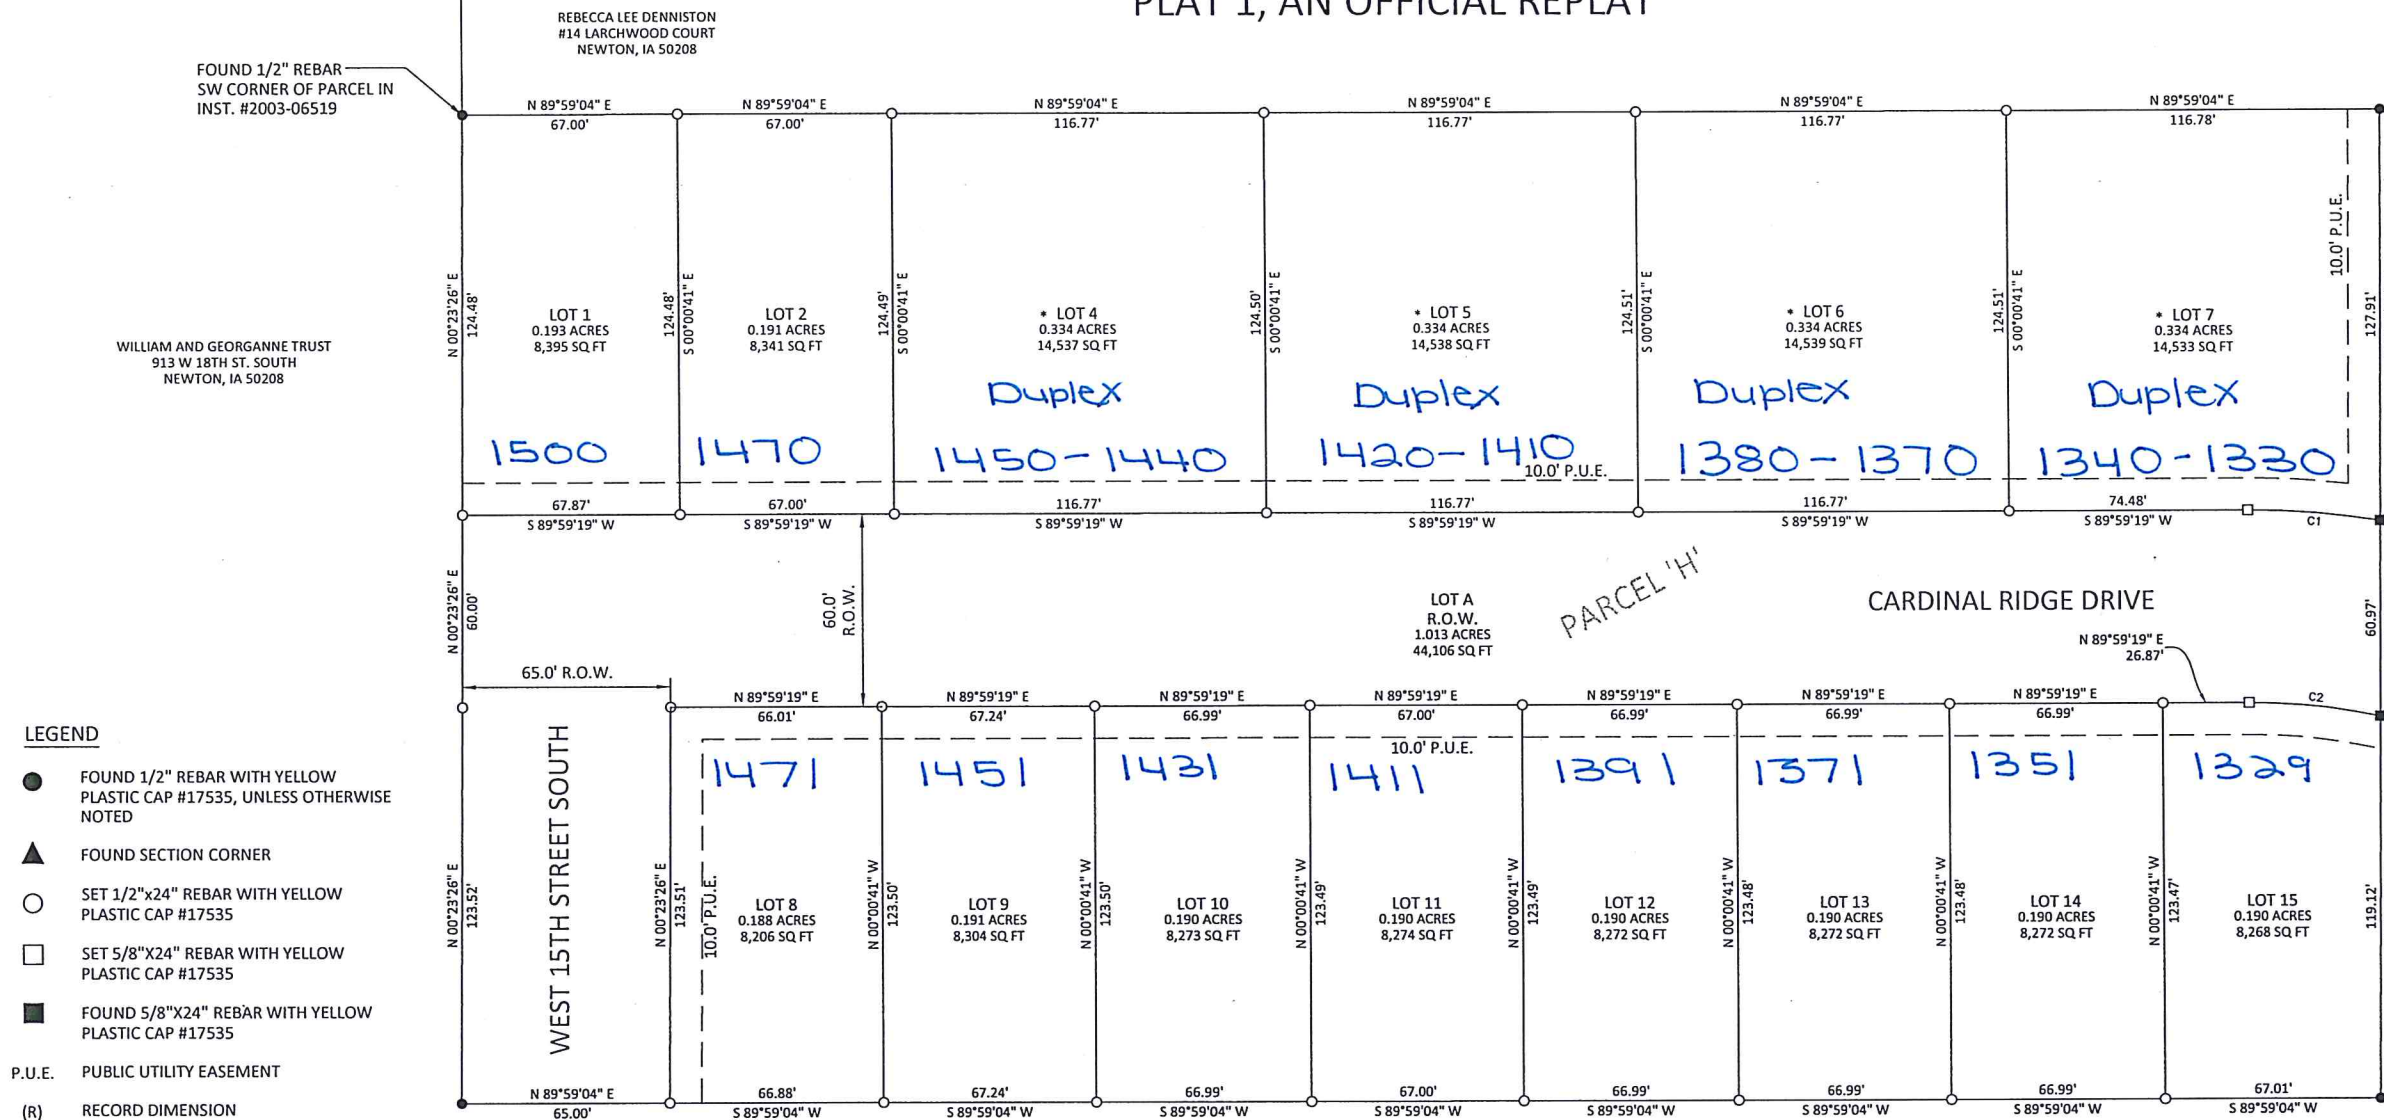 PLAT 1, AN OFFICIAL REPLAT
REBECCA LEE DENNISTON
#14 LARCHWOOD COURT
NEWTON, IA 50208
FOUND 1/2" REBAR
SW CORNER OF PARCEL IN
INST. #2003-06519
N 89°59'04" E
67.00'
N 89°59'04" E
67.00'
N 89°59'04" E
116.77'
N 89°59'04" E
116.77'
N 89°59'04" E
116.77'
N 89°59'04" E
116.78'
WILLIAM AND GEORGANNE TRUST
913 W 18TH ST. SOUTH
NEWTON, IA 50208
N 00°23'26" E
124.48'
LOT 1
0.193 ACRES
8,395 SQ FT
1500
124.48'
S 00°00'41" E
LOT 2
0.191 ACRES
8,341 SQ FT
1470
124.49'
S 00°00'41" E
* LOT 4
0.334 ACRES
14,537 SQ FT
Duplex
1450-1440
124.50'
S 00°00'41" E
* LOT 5
0.334 ACRES
14,538 SQ FT
Duplex
1420-1410
10.0' P.U.E.
124.51'
S 00°00'41" E
* LOT 6
0.334 ACRES
14,539 SQ FT
Duplex
1380-1370
124.51'
S 00°00'41" E
* LOT 7
0.334 ACRES
14,533 SQ FT
Duplex
1340-1330
10.0' P.U.E.
127.91'
67.87'
S 89°59'19" W
67.00'
S 89°59'19" W
116.77'
S 89°59'19" W
116.77'
S 89°59'19" W
116.77'
S 89°59'19" W
74.48'
S 89°59'19" W
C1
N 00°23'26" E
60.00'
60.0'
R.O.W.
LOT A
R.O.W.
1.013 ACRES
44,106 SQ FT
PARCEL 'H'
CARDINAL RIDGE DRIVE
N 89°59'19" E
26.87'
60.97'
65.0' R.O.W.
N 89°59'19" E
66.01'
N 89°59'19" E
67.24'
N 89°59'19" E
66.99'
N 89°59'19" E
67.00'
N 89°59'19" E
66.99'
N 89°59'19" E
66.99'
N 89°59'19" E
66.99'
C2
10.0' P.U.E.
WEST 15TH STREET SOUTH
N 00°23'26" E
123.52'
N 00°23'26" E
123.51'
10.0' P.U.E.
1471
LOT 8
0.188 ACRES
8,206 SQ FT
N 00°00'41" W
123.50'
1451
LOT 9
0.191 ACRES
8,304 SQ FT
N 00°00'41" W
123.50'
1431
LOT 10
0.190 ACRES
8,273 SQ FT
N 00°00'41" W
123.49'
1411
LOT 11
0.190 ACRES
8,274 SQ FT
N 00°00'41" W
123.49'
1391
LOT 12
0.190 ACRES
8,272 SQ FT
N 00°00'41" W
123.48'
1371
LOT 13
0.190 ACRES
8,272 SQ FT
N 00°00'41" W
123.48'
1351
LOT 14
0.190 ACRES
8,272 SQ FT
N 00°00'41" W
123.47'
1329
LOT 15
0.190 ACRES
8,268 SQ FT
119.12'
N 89°59'04" E
65.00'
66.88'
S 89°59'04" W
67.24'
S 89°59'04" W
66.99'
S 89°59'04" W
67.00'
S 89°59'04" W
66.99'
S 89°59'04" W
66.99'
S 89°59'04" W
66.99'
S 89°59'04" W
67.01'
S 89°59'04" W
LEGEND
FOUND 1/2" REBAR WITH YELLOW
PLASTIC CAP #17535, UNLESS OTHERWISE
NOTED
FOUND SECTION CORNER
SET 1/2"x24" REBAR WITH YELLOW
PLASTIC CAP #17535
SET 5/8"X24" REBAR WITH YELLOW
PLASTIC CAP #17535
FOUND 5/8"X24" REBAR WITH YELLOW
PLASTIC CAP #17535
P.U.E. PUBLIC UTILITY EASEMENT
(R) RECORD DIMENSION